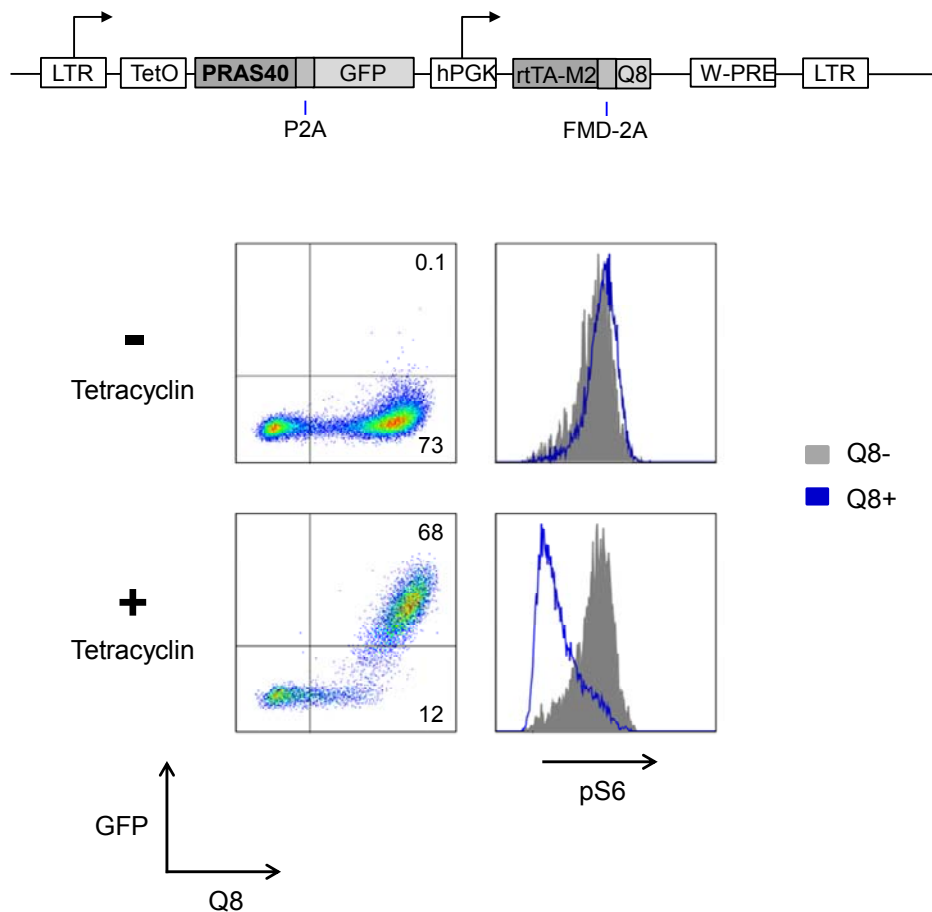 LTR TetO PRAS40 GFP hPGK rtTA-M2 Q8 W-PRE LTR
P2A FMD-2A
0.1
-
Tetracyclin
73
Q8-
Q8+
68
+
Tetracyclin
12
pS6
GFP
Q8